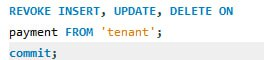 REVOKE INSERT, UPDATE, DELETE ON
payment FROM 'tenant';
commit;